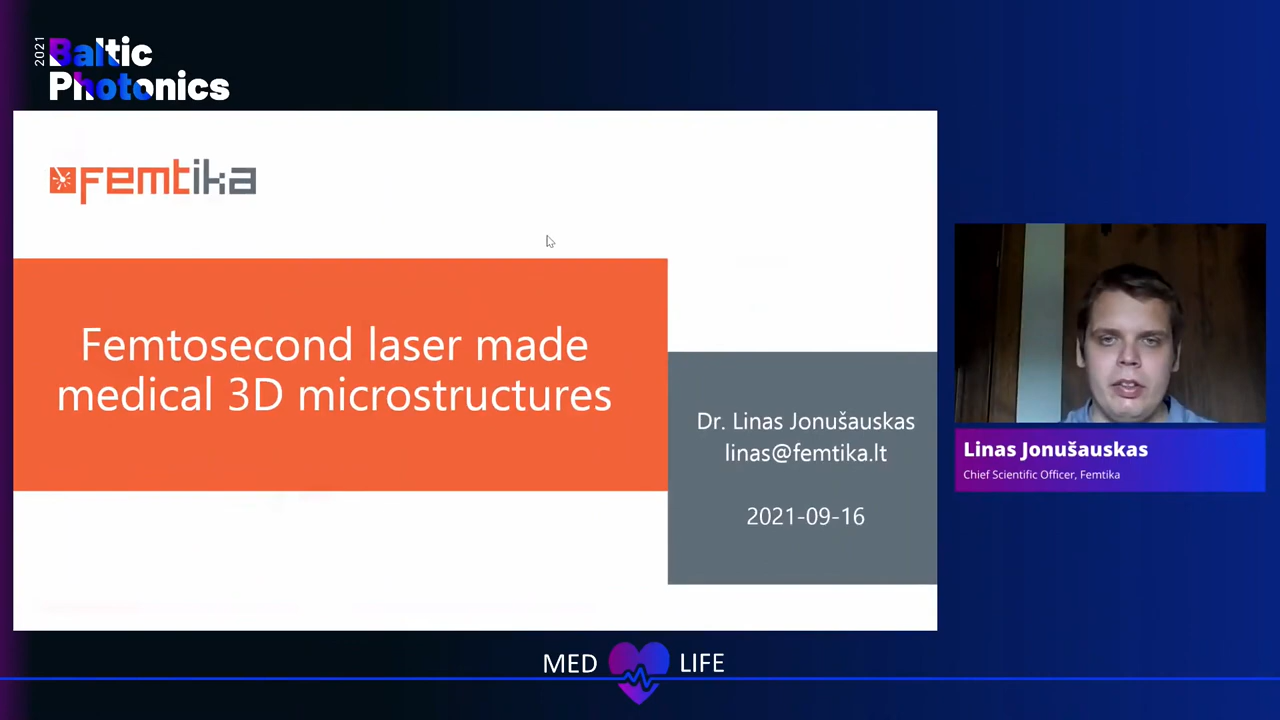 2021
Baltic
Photonics
femtika
Femtosecond laser made
medical 3D microstructures
Dr. Linas Jonušauskas
linas@femtika.lt
2021-09-16
Linas Jonušauskas
Chief Scientific Officer, Femtika
MED LIFE